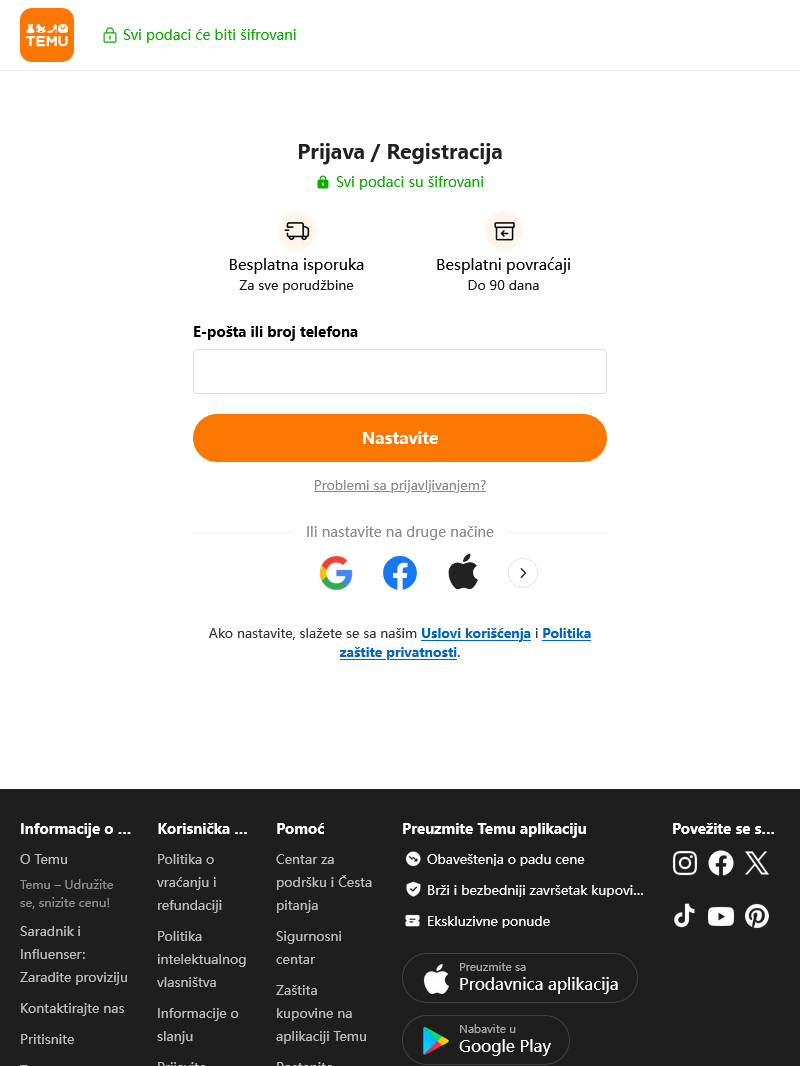 TEMU
Svi podaci će biti šifrovani
Prijava / Registracija
Svi podaci su šifrovani
Besplatna isporuka
Za sve porudžbine
Besplatni povraćaji
Do 90 dana
E-pošta ili broj telefona
Nastavite
Problemi sa prijavljivanjem?
Ili nastavite na druge načine
Ako nastavite, slažete se sa našim Uslovi korišćenja i Politika
zaštite privatnosti.
Informacije o ...
O Temu
Temu – Udružite
se, snizite cenu!
Saradnik i
Influenser:
Zaradite proviziju
Kontaktirajte nas
Pritisnite
Korisnička ...
Politika o
vraćanju i
refundaciji
Politika
intelektualnog
vlasništva
Informacije o
slanju
Pomoć
Centar za
podršku i Česta
pitanja
Sigurnosni
centar
Zaštita
kupovine na
aplikaciji Temu
Preuzmite Temu aplikaciju
Obaveštenja o padu cene
Brži i bezbedniji završetak kupovi...
Ekskluzivne ponude
Preuzmite sa
Prodavnica aplikacija
Nabavite u
Google Play
Povežite se s...